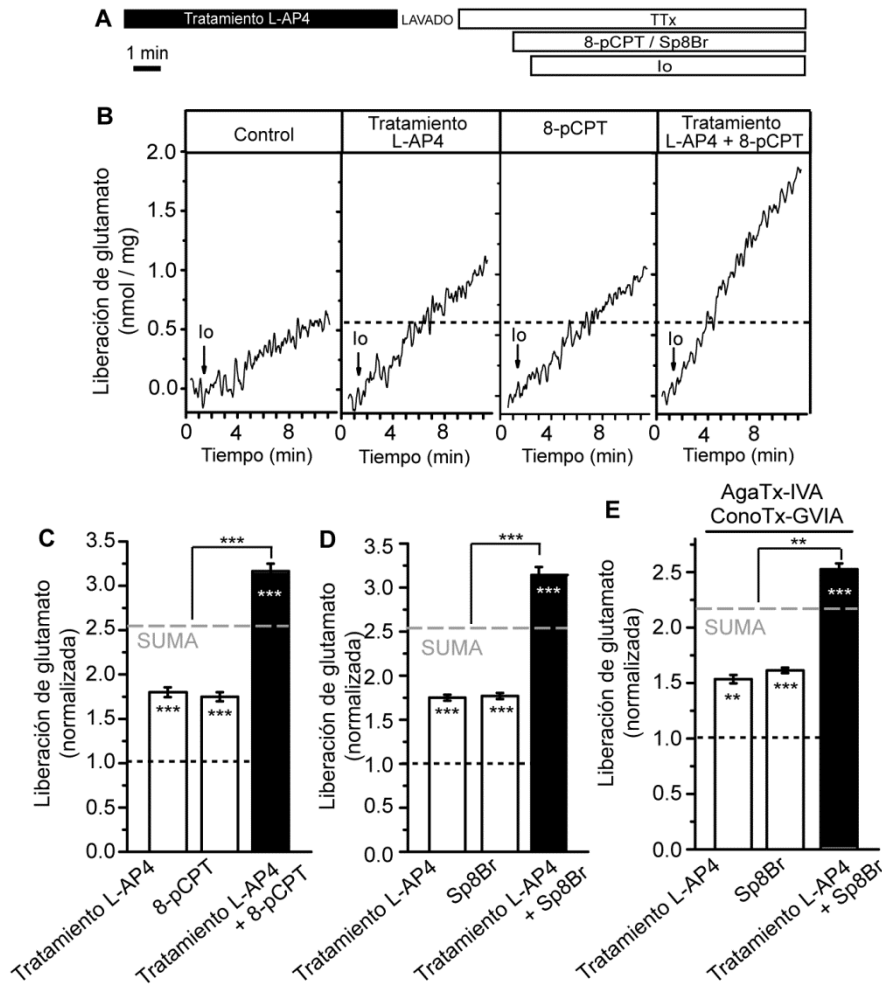 A
Tratamiento L-AP4
LAVADO
TTx
1 min
8-pCPT / Sp8Br
Io
B
Control
Tratamiento
L-AP4
8-pCPT
Tratamiento
L-AP4 + 8-pCPT
Liberación de glutamato
(nmol / mg)
2.0
1.5
1.0
0.5
0.0
Io
Io
Io
Io
4 8
4 8
4 8
4 8
Tiempo (min)
Tiempo (min)
Tiempo (min)
Tiempo (min)
C
Liberación de glutamato
(normalizada)
3.5
3.0
2.5
2.0
1.5
1.0
0.5
0.0
***
***
SUMA
***
***
Tratamiento L-AP4
8-pCPT
Tratamiento L-AP4
+ 8-pCPT
D
Liberación de glutamato
(normalizada)
3.5
3.0
2.5
2.0
1.5
1.0
0.5
0.0
***
***
SUMA
***
***
Tratamiento L-AP4
Sp8Br
Tratamiento L-AP4
+ Sp8Br
E
AgaTx-IVA
ConoTx-GVIA
Liberación de glutamato
(normalizada)
2.5
2.0
1.5
1.0
0.5
0.0
**
***
SUMA
**
***
Tratamiento L-AP4
Sp8Br
Tratamiento L-AP4
+ Sp8Br